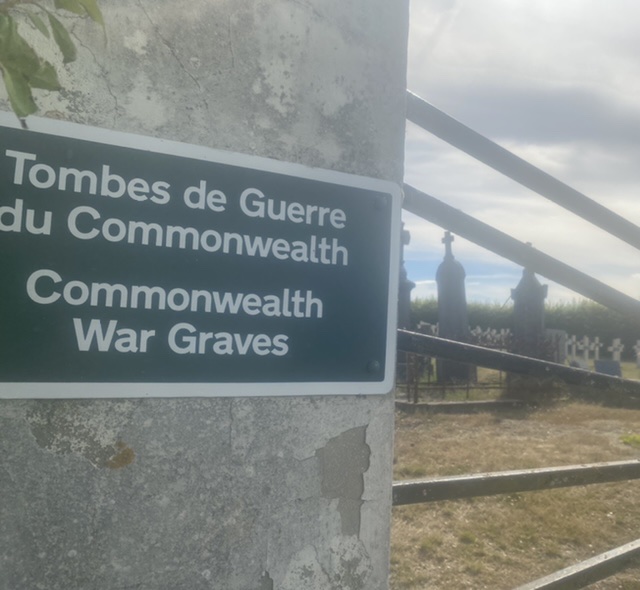 Tombes de Guerre
du Commonwealth
Commonwealth
War Graves